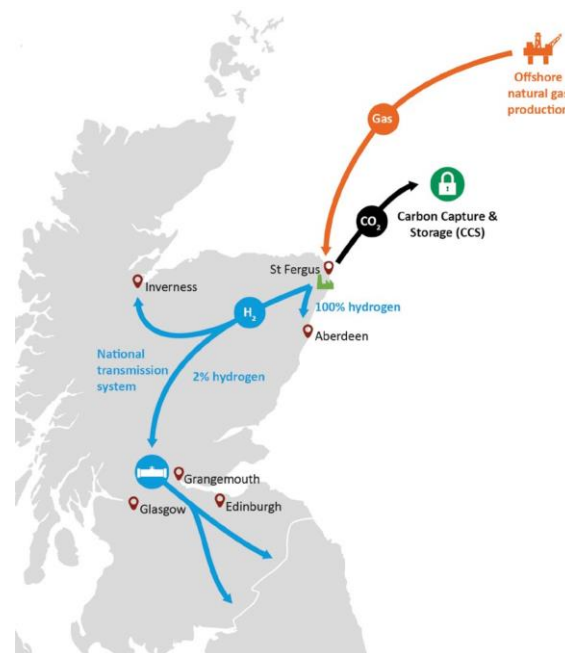 Offshore
natural gas
production
Gas
CO₂
Carbon Capture &
Storage (CCS)
St Fergus
Inverness
H₂
100% hydrogen
Aberdeen
National
transmission
system
2% hydrogen
Grangemouth
Glasgow
Edinburgh